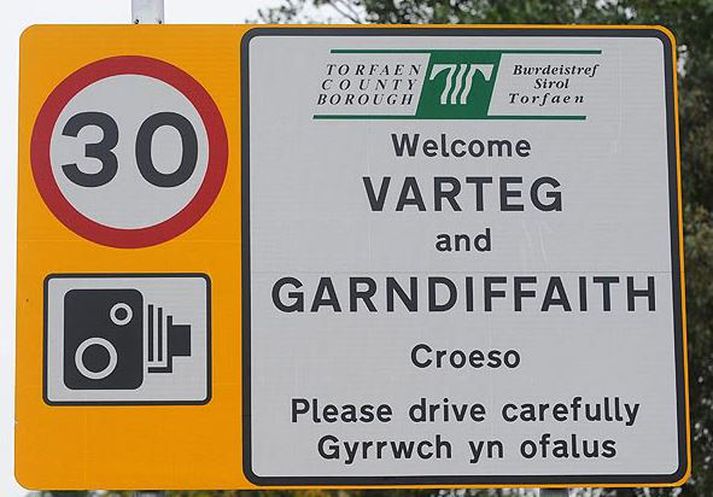 30
TORFAEN
COUNTY
BOROUGH
Bwrdeistref
Sirol
Torfaen
Welcome
VARTEG
and
GARNDIFFAITH
Croeso
Please drive carefully
Gyrrwch yn ofalus